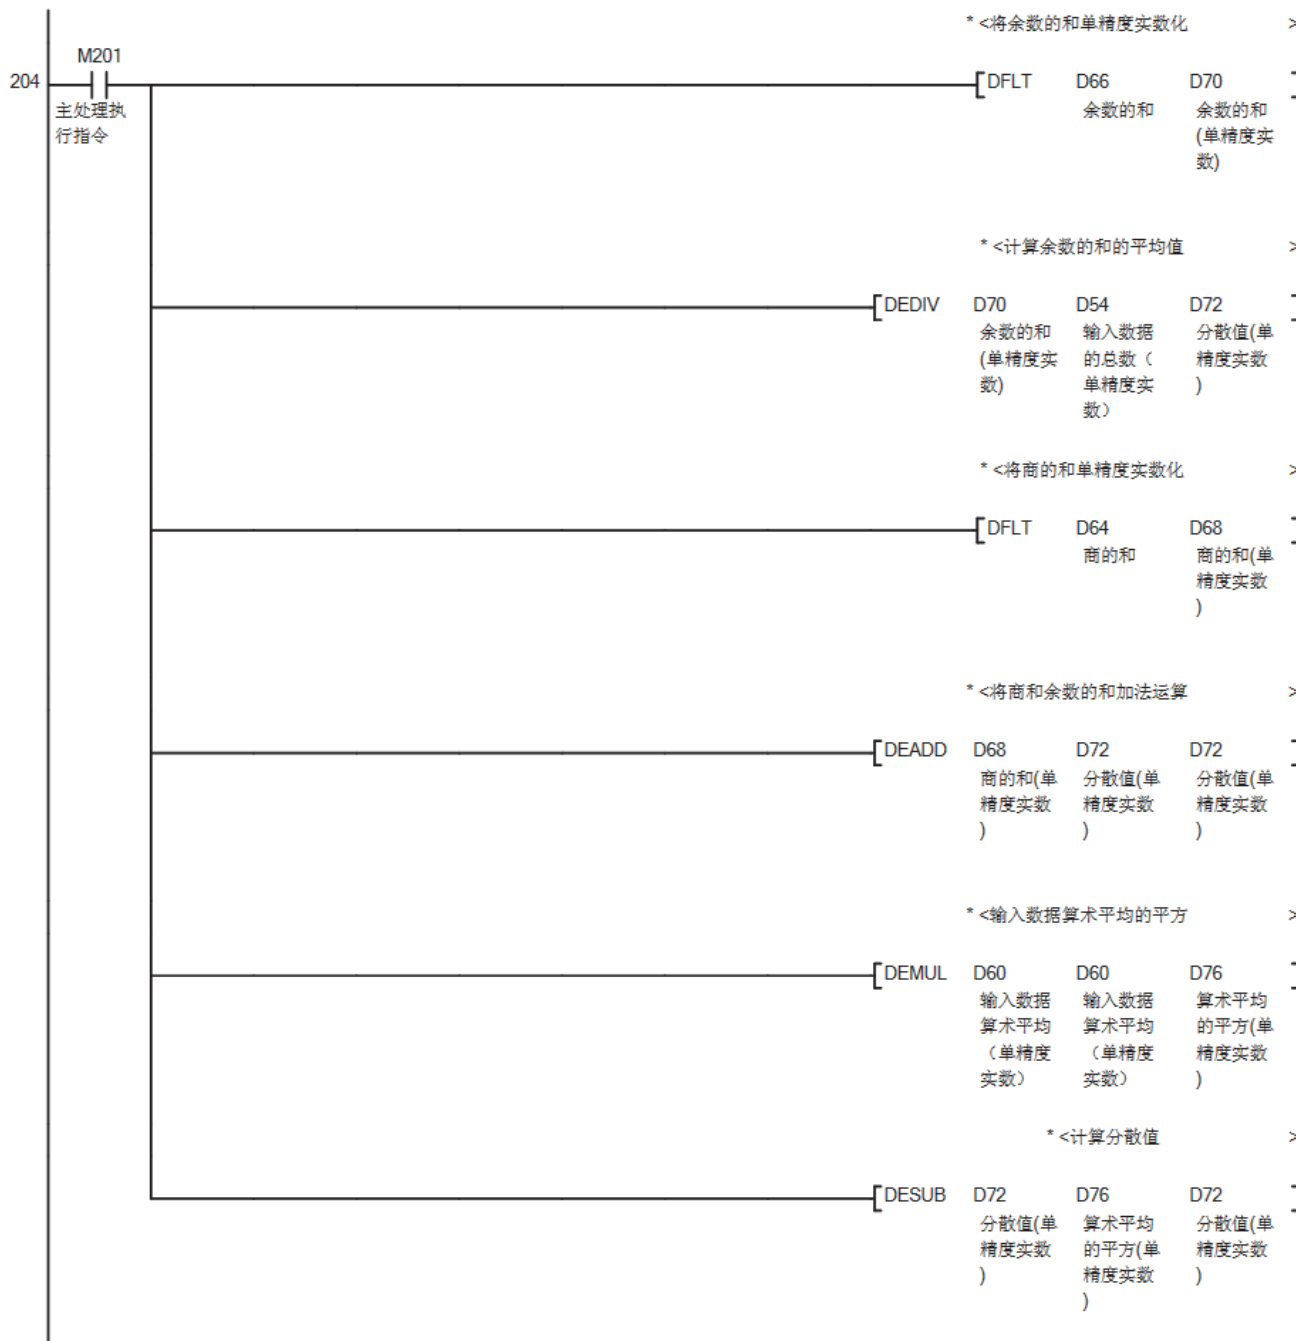 * <将余数的和单精度实数化 >
M201
204
DFLT D66 D70
主处理执 余数的和 余数的和
行指令 (单精度实
数)
* <计算余数的和的平均值 >
DEDIV D70 D54 D72
余数的和 输入数据 分散值(单
(单精度实 的总数（ 精度实数
数) 单精度实 )
数）
* <将商的和单精度实数化 >
DFLT D64 D68
商的和 商的和(单
精度实数
)
* <将商和余数的和加法运算 >
DEADD D68 D72 D72
商的和(单 分散值(单 分散值(单
精度实数 精度实数 精度实数
) ) )
* <输入数据算术平均的平方 >
DEMUL D60 D60 D76
输入数据 输入数据 算术平均
算术平均 算术平均 的平方(单
（单精度 （单精度 精度实数
实数） 实数） )
* <计算分散值 >
DESUB D72 D76 D72
分散值(单 算术平均 分散值(单
精度实数 的平方(单 精度实数
) 精度实数 )
)